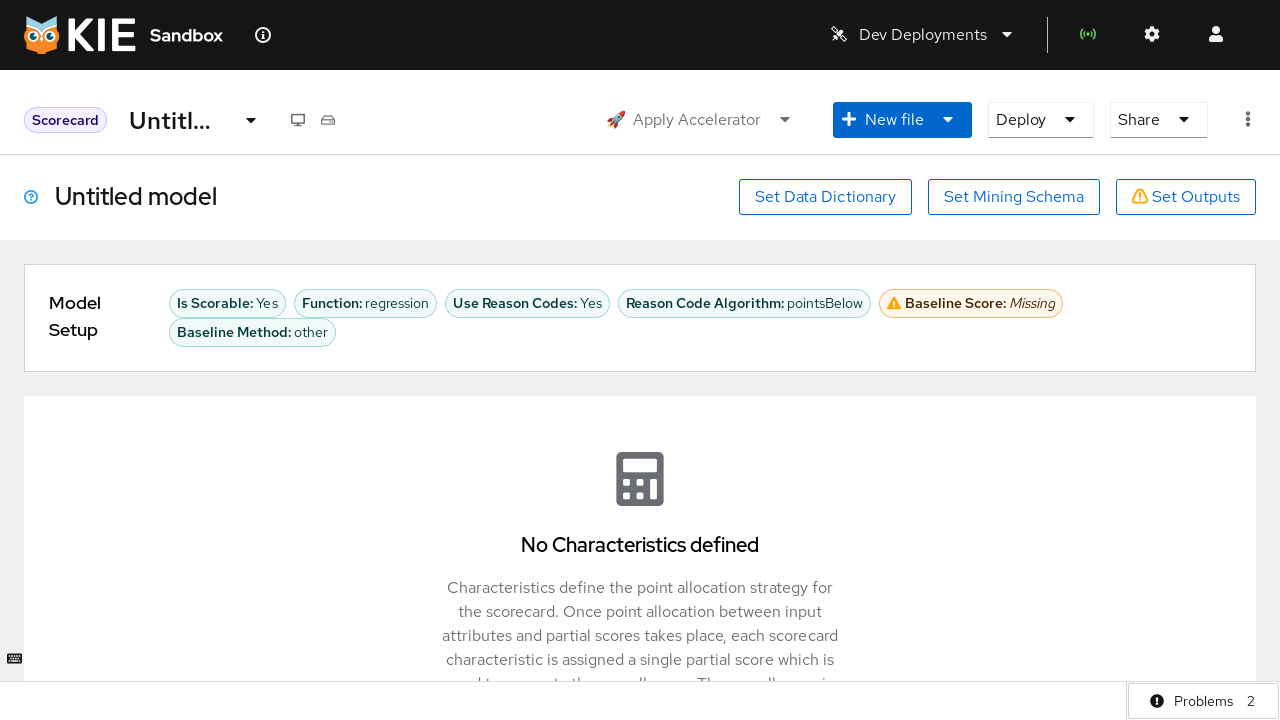 KIE Sandbox
Dev Deployments
Scorecard
Untitl...
Apply Accelerator
New file
Deploy
Share
Untitled model
Set Data Dictionary
Set Mining Schema
Set Outputs
Model
Setup
Is Scorable: Yes
Function: regression
Use Reason Codes: Yes
Reason Code Algorithm: pointsBelow
Baseline Score: Missing
Baseline Method: other
No Characteristics defined
Characteristics define the point allocation strategy for
the scorecard. Once point allocation between input
attributes and partial scores takes place, each scorecard
characteristic is assigned a single partial score which is
Problems 2